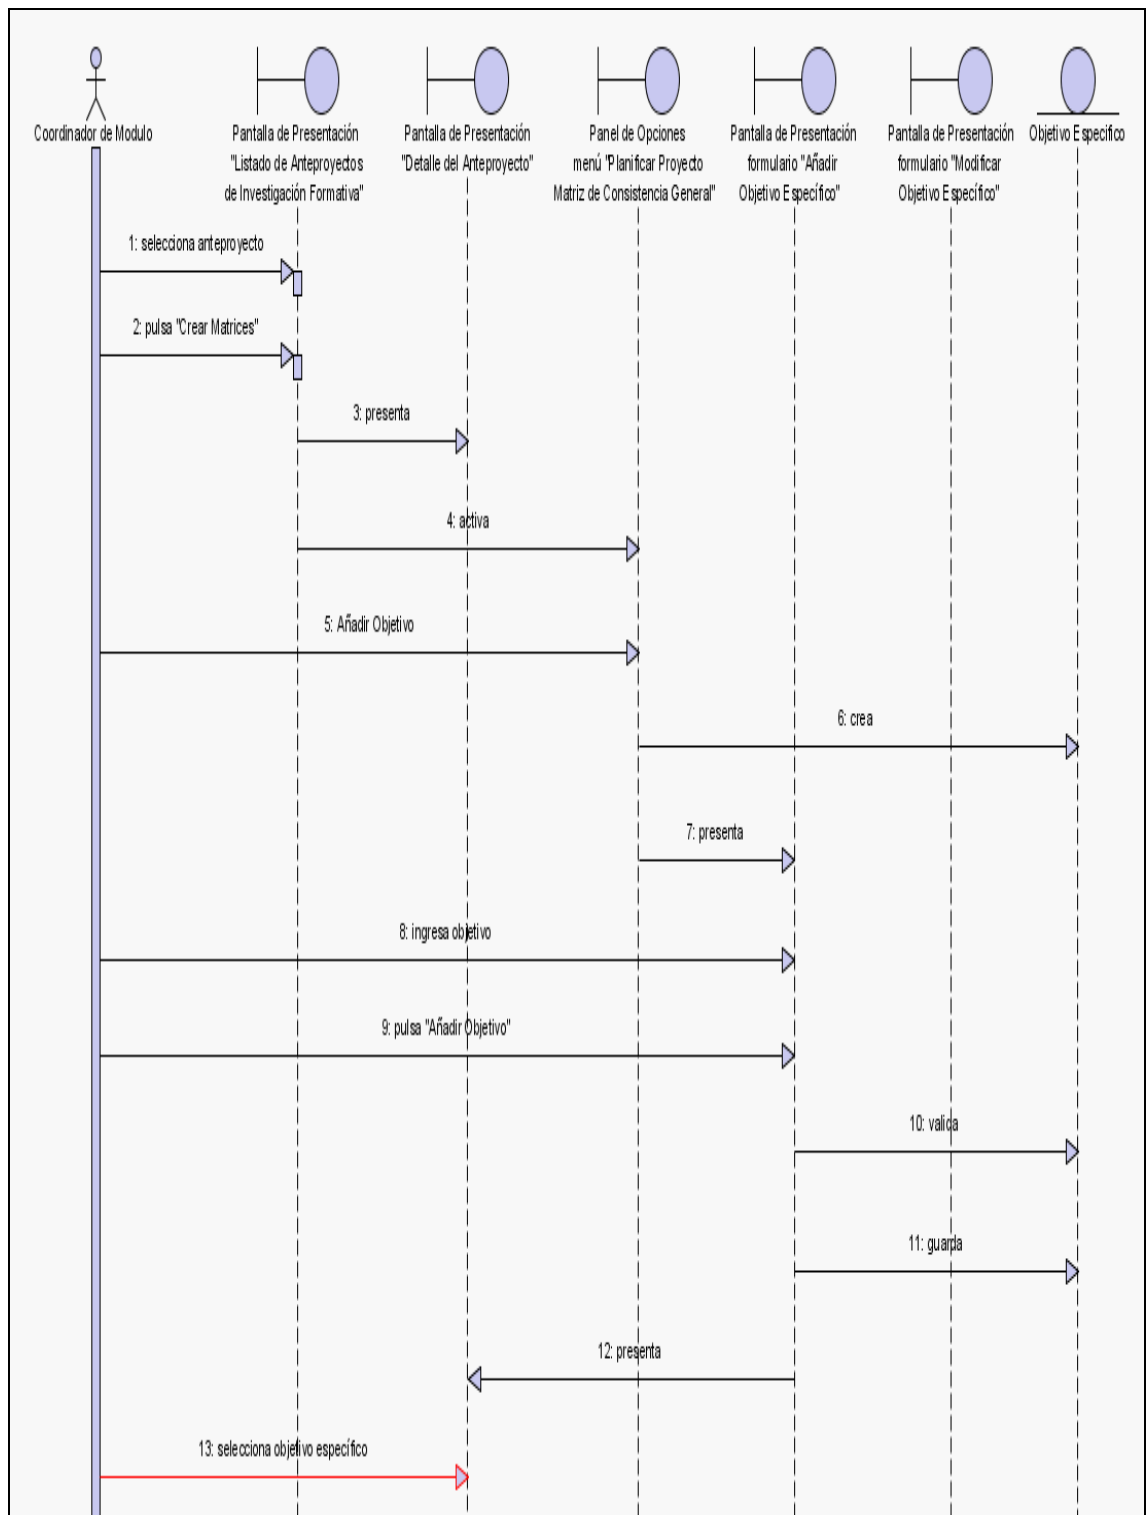 Coordinador de Modulo
Pantalla de Presentación
"Listado de Anteproyectos
de Investigación Formativa"
Pantalla de Presentación
"Detalle del Anteproyecto"
Panel de Opciones
menú "Planificar Proyecto
Matriz de Consistencia General"
Pantalla de Presentación
formulario "Añadir
Objetivo Específico"
Pantalla de Presentación
formulario "Modificar
Objetivo Específico"
Objetivo Especifico
1: selecciona anteproyecto
2: pulsa "Crear Matrices"
3: presenta
4: activa
5: Añadir Objetivo
6: crea
7: presenta
8: ingresa objetivo
9: pulsa "Añadir Objetivo"
10: valida
11: guarda
12: presenta
13: selecciona objetivo específico